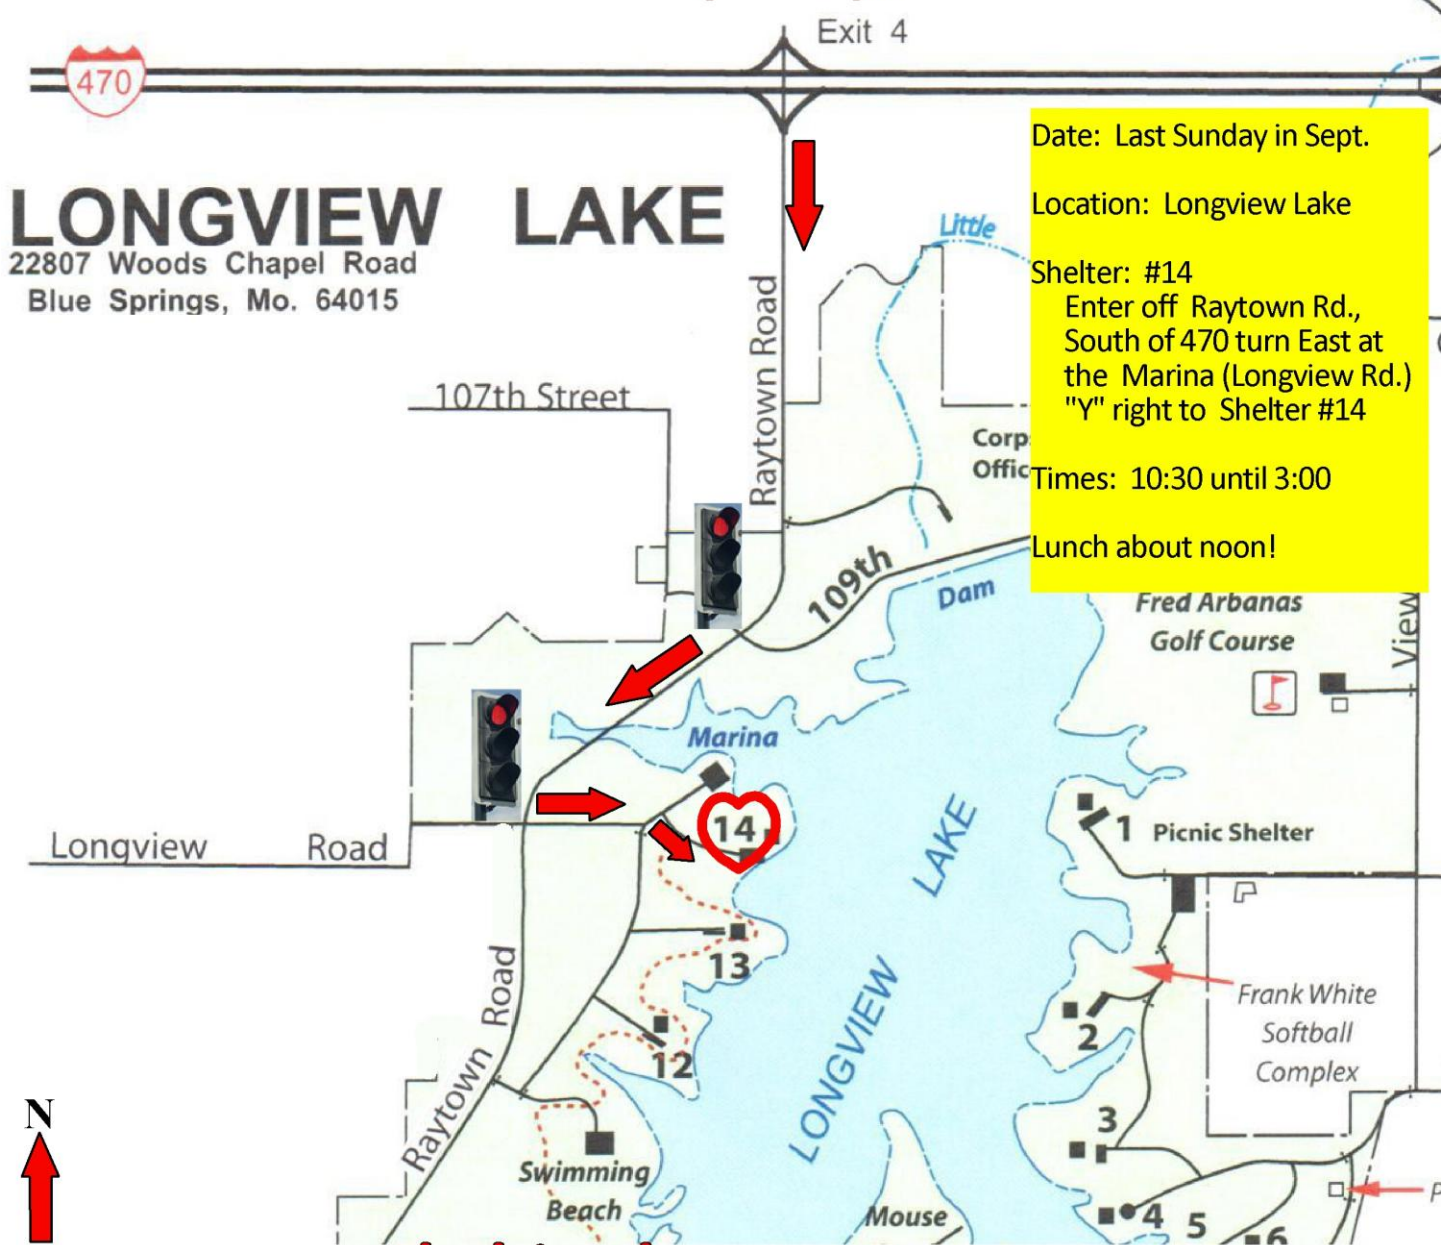 Exit 4
470
LONGVIEW LAKE
22807 Woods Chapel Road
Blue Springs, Mo. 64015
Date: Last Sunday in Sept.
Location: Longview Lake
Shelter: #14
Enter off Raytown Rd.,
South of 470 turn East at
the Marina (Longview Rd.)
"Y" right to Shelter #14
Times: 10:30 until 3:00
Lunch about noon!
Little
Raytown Road
107th Street
Corp
Offic
109th
Dam
Fred Arbanas
Golf Course
View
Marina
14
1 Picnic Shelter
Longview Road
LONGVIEW LAKE
13
Raytown Road
Frank White
Softball
Complex
2
12
3
N
Swimming
Beach
Mouse
4
5
6
P